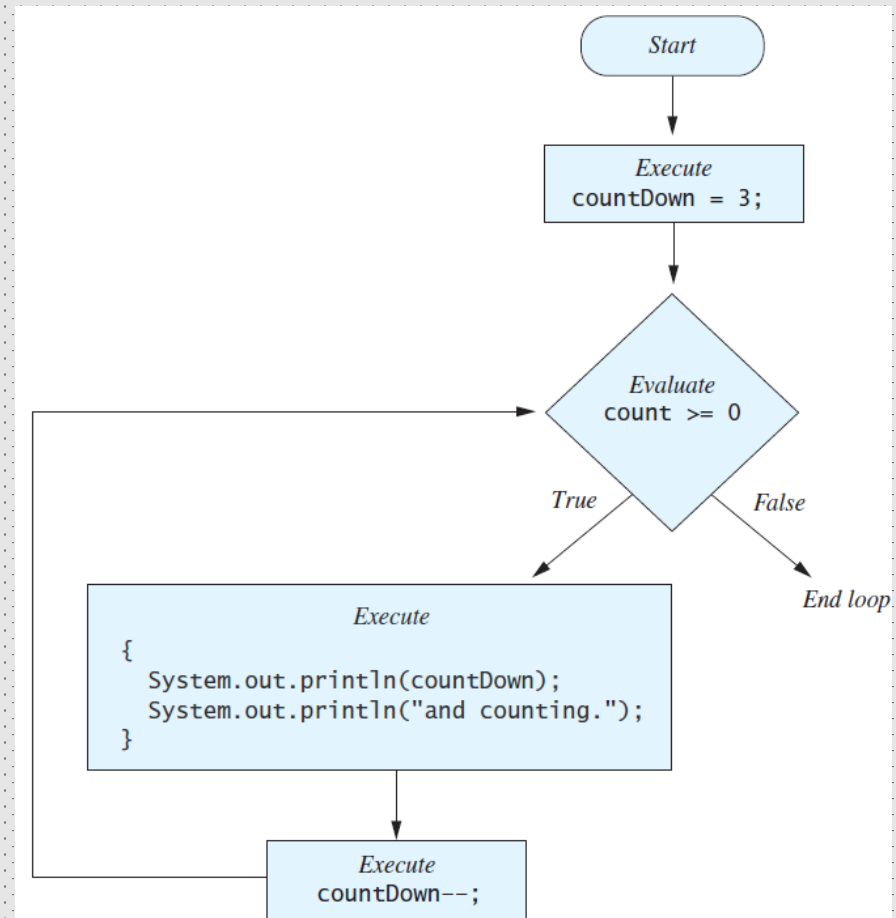 Start
Execute
countDown = 3;
Evaluate
count >= 0
True
False
End loop
Execute
{
System.out.println(countDown);
System.out.println("and counting.");
}
Execute
countDown--;